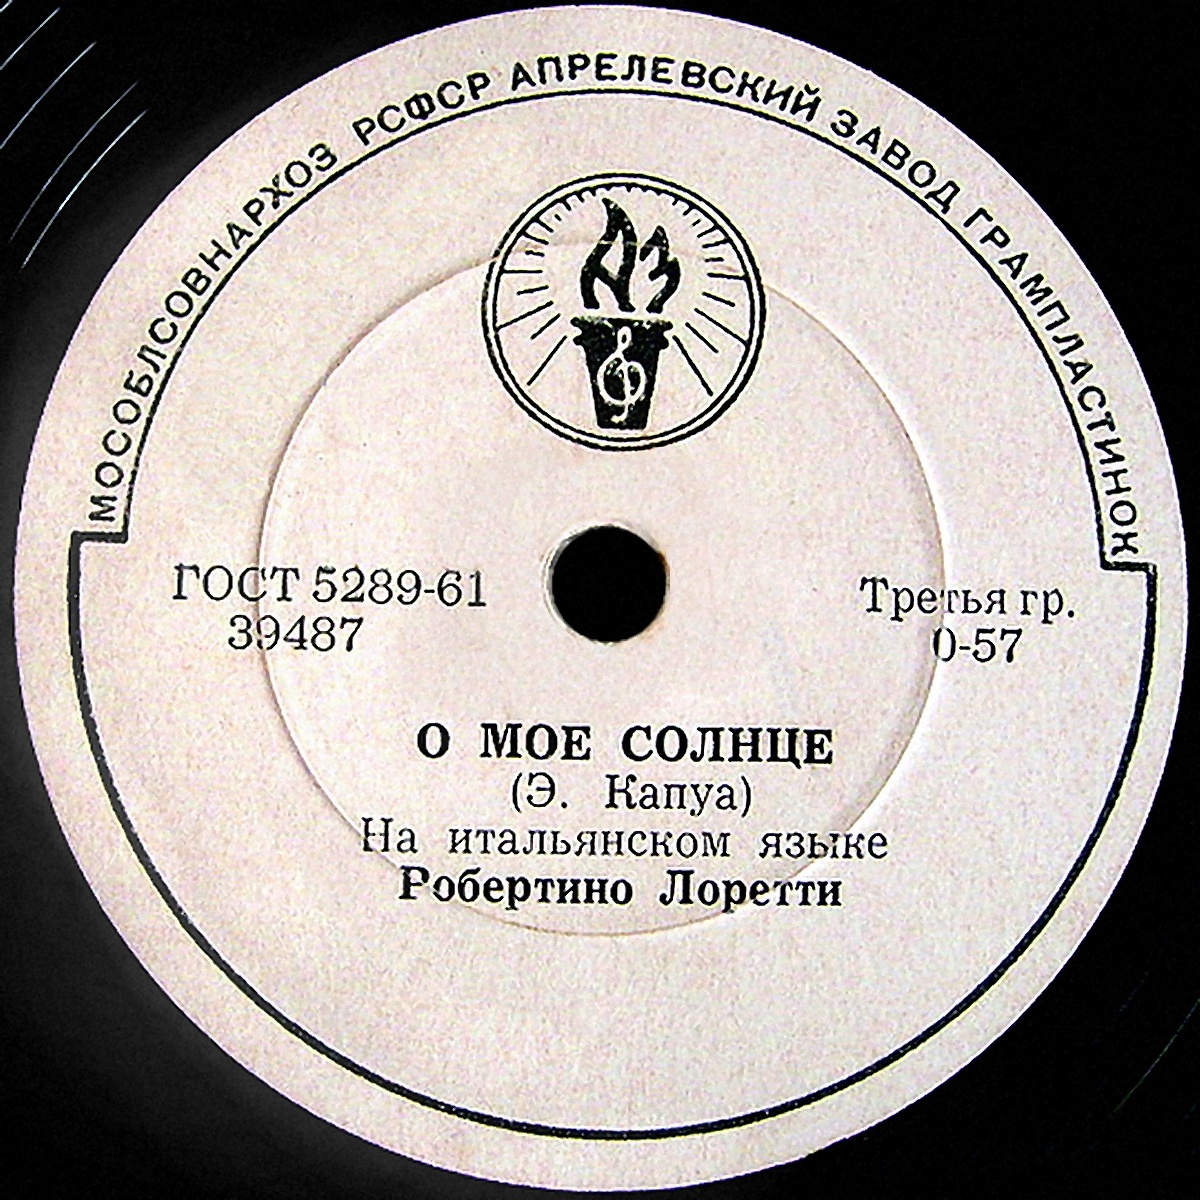 МОСОБЛСОВНАРХОЗ РСФСР АПРЕЛЕВСКИЙ ЗАВОД ГРАМПЛАСТИНОК
АЗ
ГОСТ 5289-61
39487
Третья гр.
0-57
О МОЕ СОЛНЦЕ
(Э. Капуа)
На итальянском языке
Робертино Лоретти